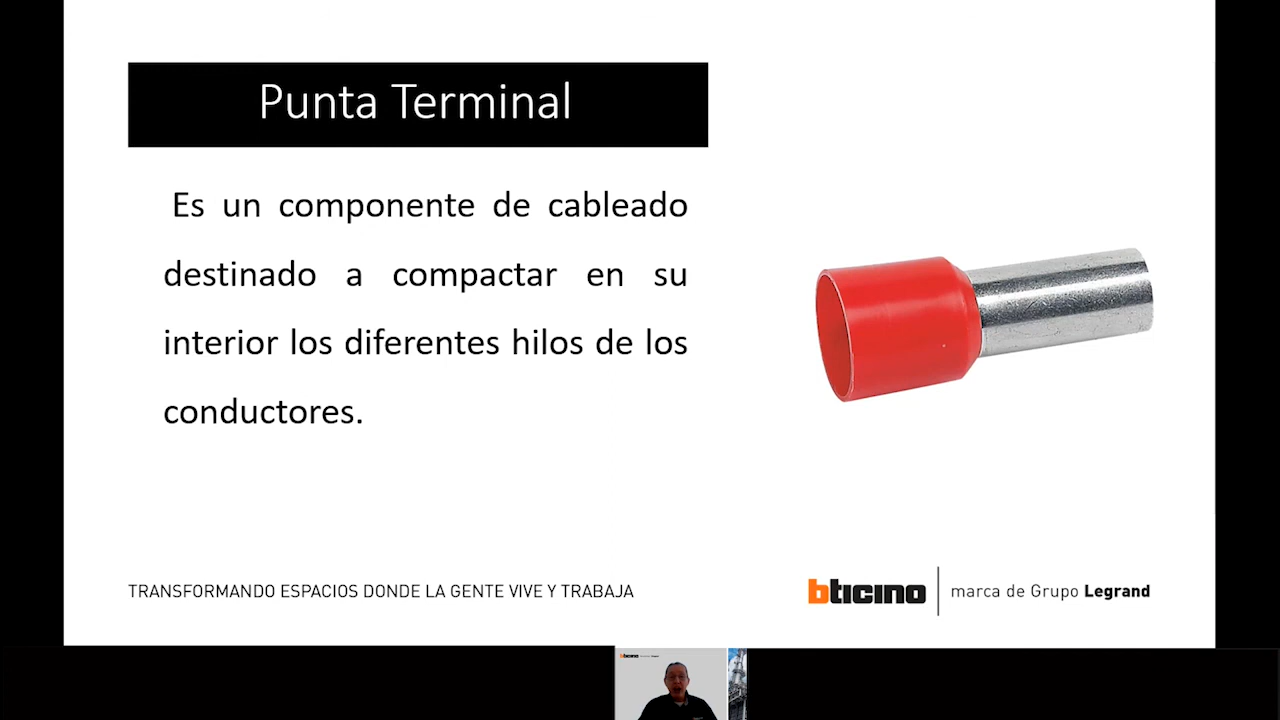 Punta Terminal
Es un componente de cableado
destinado a compactar en su
interior los diferentes hilos de los
conductores.
TRANSFORMANDO ESPACIOS DONDE LA GENTE VIVE Y TRABAJA
bticino marca de Grupo Legrand
bticino